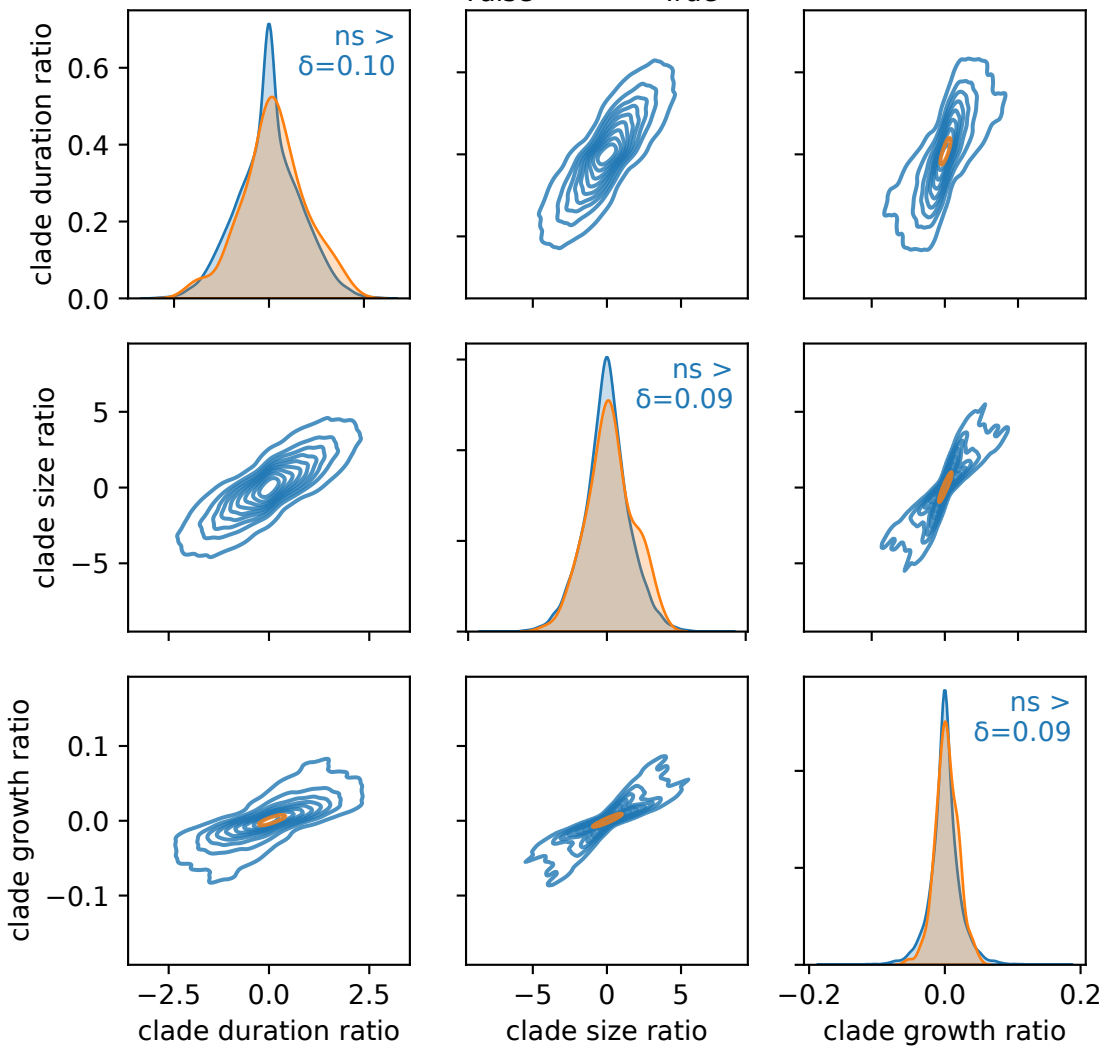 clade duration ratio
0.6
0.4
0.2
0.0
ns >
δ=0.10
clade size ratio
5
0
−5
ns >
δ=0.09
clade growth ratio
0.1
0.0
−0.1
ns >
δ=0.09
−2.5 0.0 2.5
−5 0 5
−0.2 0.0 0.2
clade duration ratio
clade size ratio
clade growth ratio